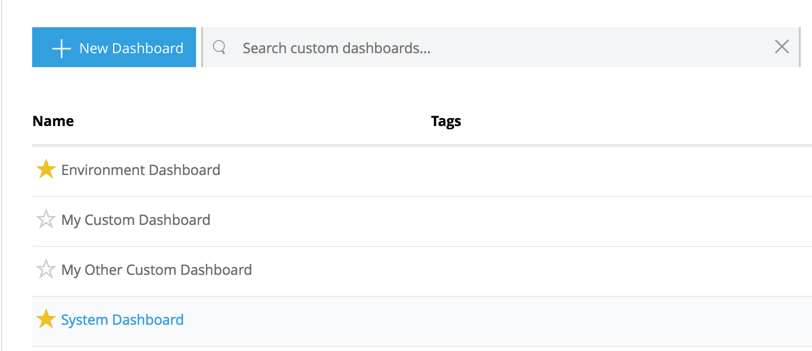 New Dashboard
Search custom dashboards...
Name Tags
Environment Dashboard
My Custom Dashboard
My Other Custom Dashboard
System Dashboard